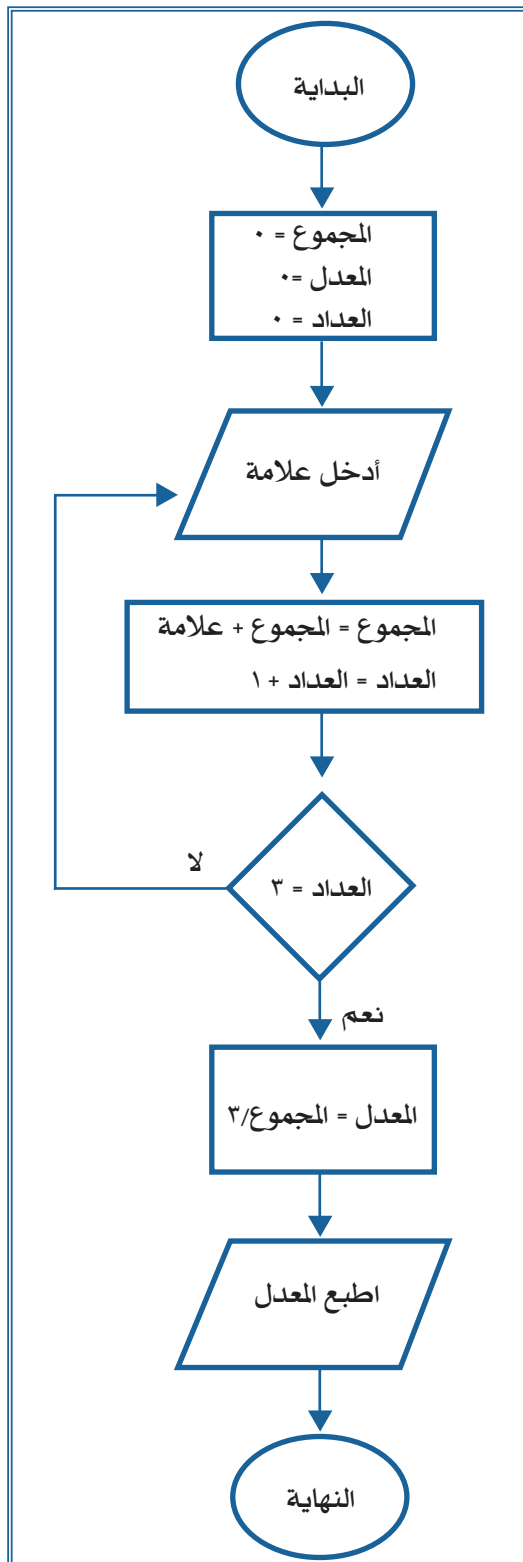 البداية
المجموع = ٠
المعدل =٠
العداد = ٠
أدخل علامة
المجموع = المجموع + علامة
العداد = العداد + ١
العداد = ٣
لا
نعم
المعدل = المجموع/٣
اطبع المعدل
النهاية